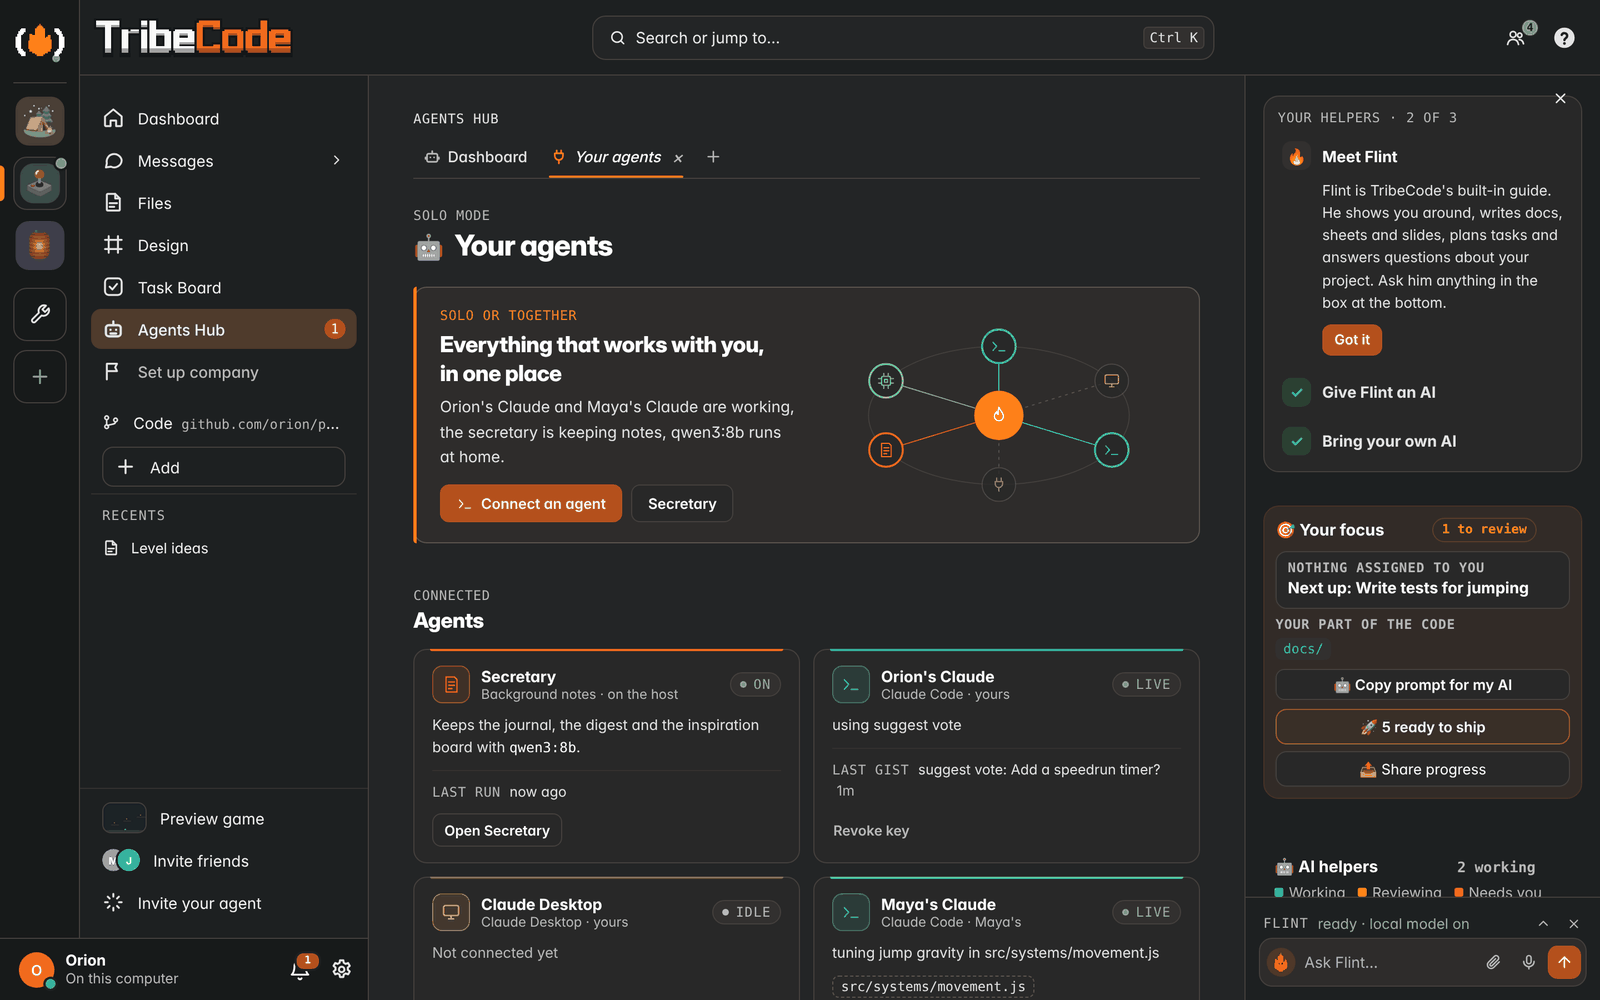 TribeCode
Search or jump to...
Ctrl K
4
Dashboard
Messages
Files
Design
Task Board
Agents Hub
1
Set up company
Code github.com/orion/p...
Add
RECENTS
Level ideas
Preview game
M J
Invite friends
Invite your agent
O
Orion
On this computer
1
AGENTS HUB
Dashboard
Your agents
SOLO MODE
Your agents
SOLO OR TOGETHER
Everything that works with you,
in one place
Orion's Claude and Maya's Claude are working,
the secretary is keeping notes, qwen3:8b runs
at home.
Connect an agent
Secretary
CONNECTED
Agents
Secretary
Background notes · on the host
ON
Keeps the journal, the digest and the inspiration
board with qwen3:8b.
LAST RUN now ago
Open Secretary
Orion's Claude
Claude Code · yours
LIVE
using suggest vote
LAST GIST suggest vote: Add a speedrun timer?
1m
Revoke key
Claude Desktop
Claude Desktop · yours
IDLE
Not connected yet
Maya's Claude
Claude Code · Maya's
LIVE
tuning jump gravity in src/systems/movement.js
src/systems/movement.js
YOUR HELPERS · 2 OF 3
Meet Flint
Flint is TribeCode's built-in guide.
He shows you around, writes docs,
sheets and slides, plans tasks and
answers questions about your
project. Ask him anything in the
box at the bottom.
Got it
Give Flint an AI
Bring your own AI
Your focus
1 to review
NOTHING ASSIGNED TO YOU
Next up: Write tests for jumping
YOUR PART OF THE CODE
docs/
Copy prompt for my AI
5 ready to ship
Share progress
AI helpers
2 working
Working Reviewing Needs you
FLINT ready · local model on
Ask Flint...